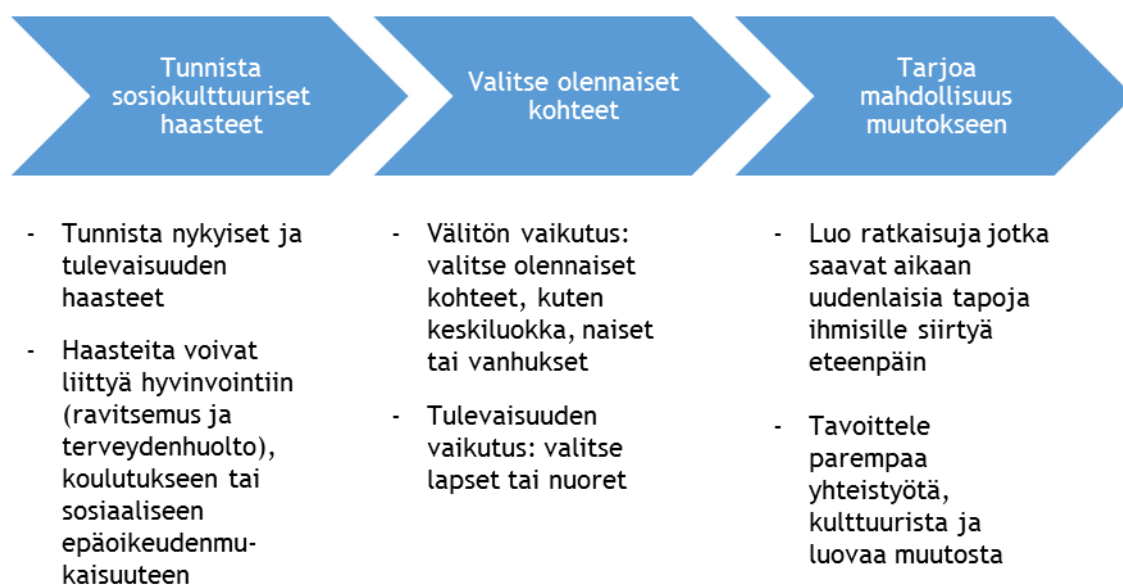 Tunnista
sosiokulttuuriset
haasteet
Valitse olennaiset
kohteet
Tarjoa
mahdollisuus
muutokseen
- Tunnista nykyiset ja
tulevaisuuden
haasteet
- Haasteita voivat
liittyä hyvinvointiin
(ravitsemus ja
terveydenhuolto),
koulutukseen tai
sosiaaliseen
epäoikeudenmu-
kaisuuteen
- Välitön vaikutus:
valitse olennaiset
kohteet, kuten
keskiluokka, naiset
tai vanhukset
- Tulevaisuuden
vaikutus: valitse
lapset tai nuoret
- Luo ratkaisuja jotka
saavat aikaan
uudenlaisia tapoja
ihmisille siirtyä
eteenpäin
- Tavoittele
parempaa
yhteistyötä,
kulttuurista ja
luovaa muutosta